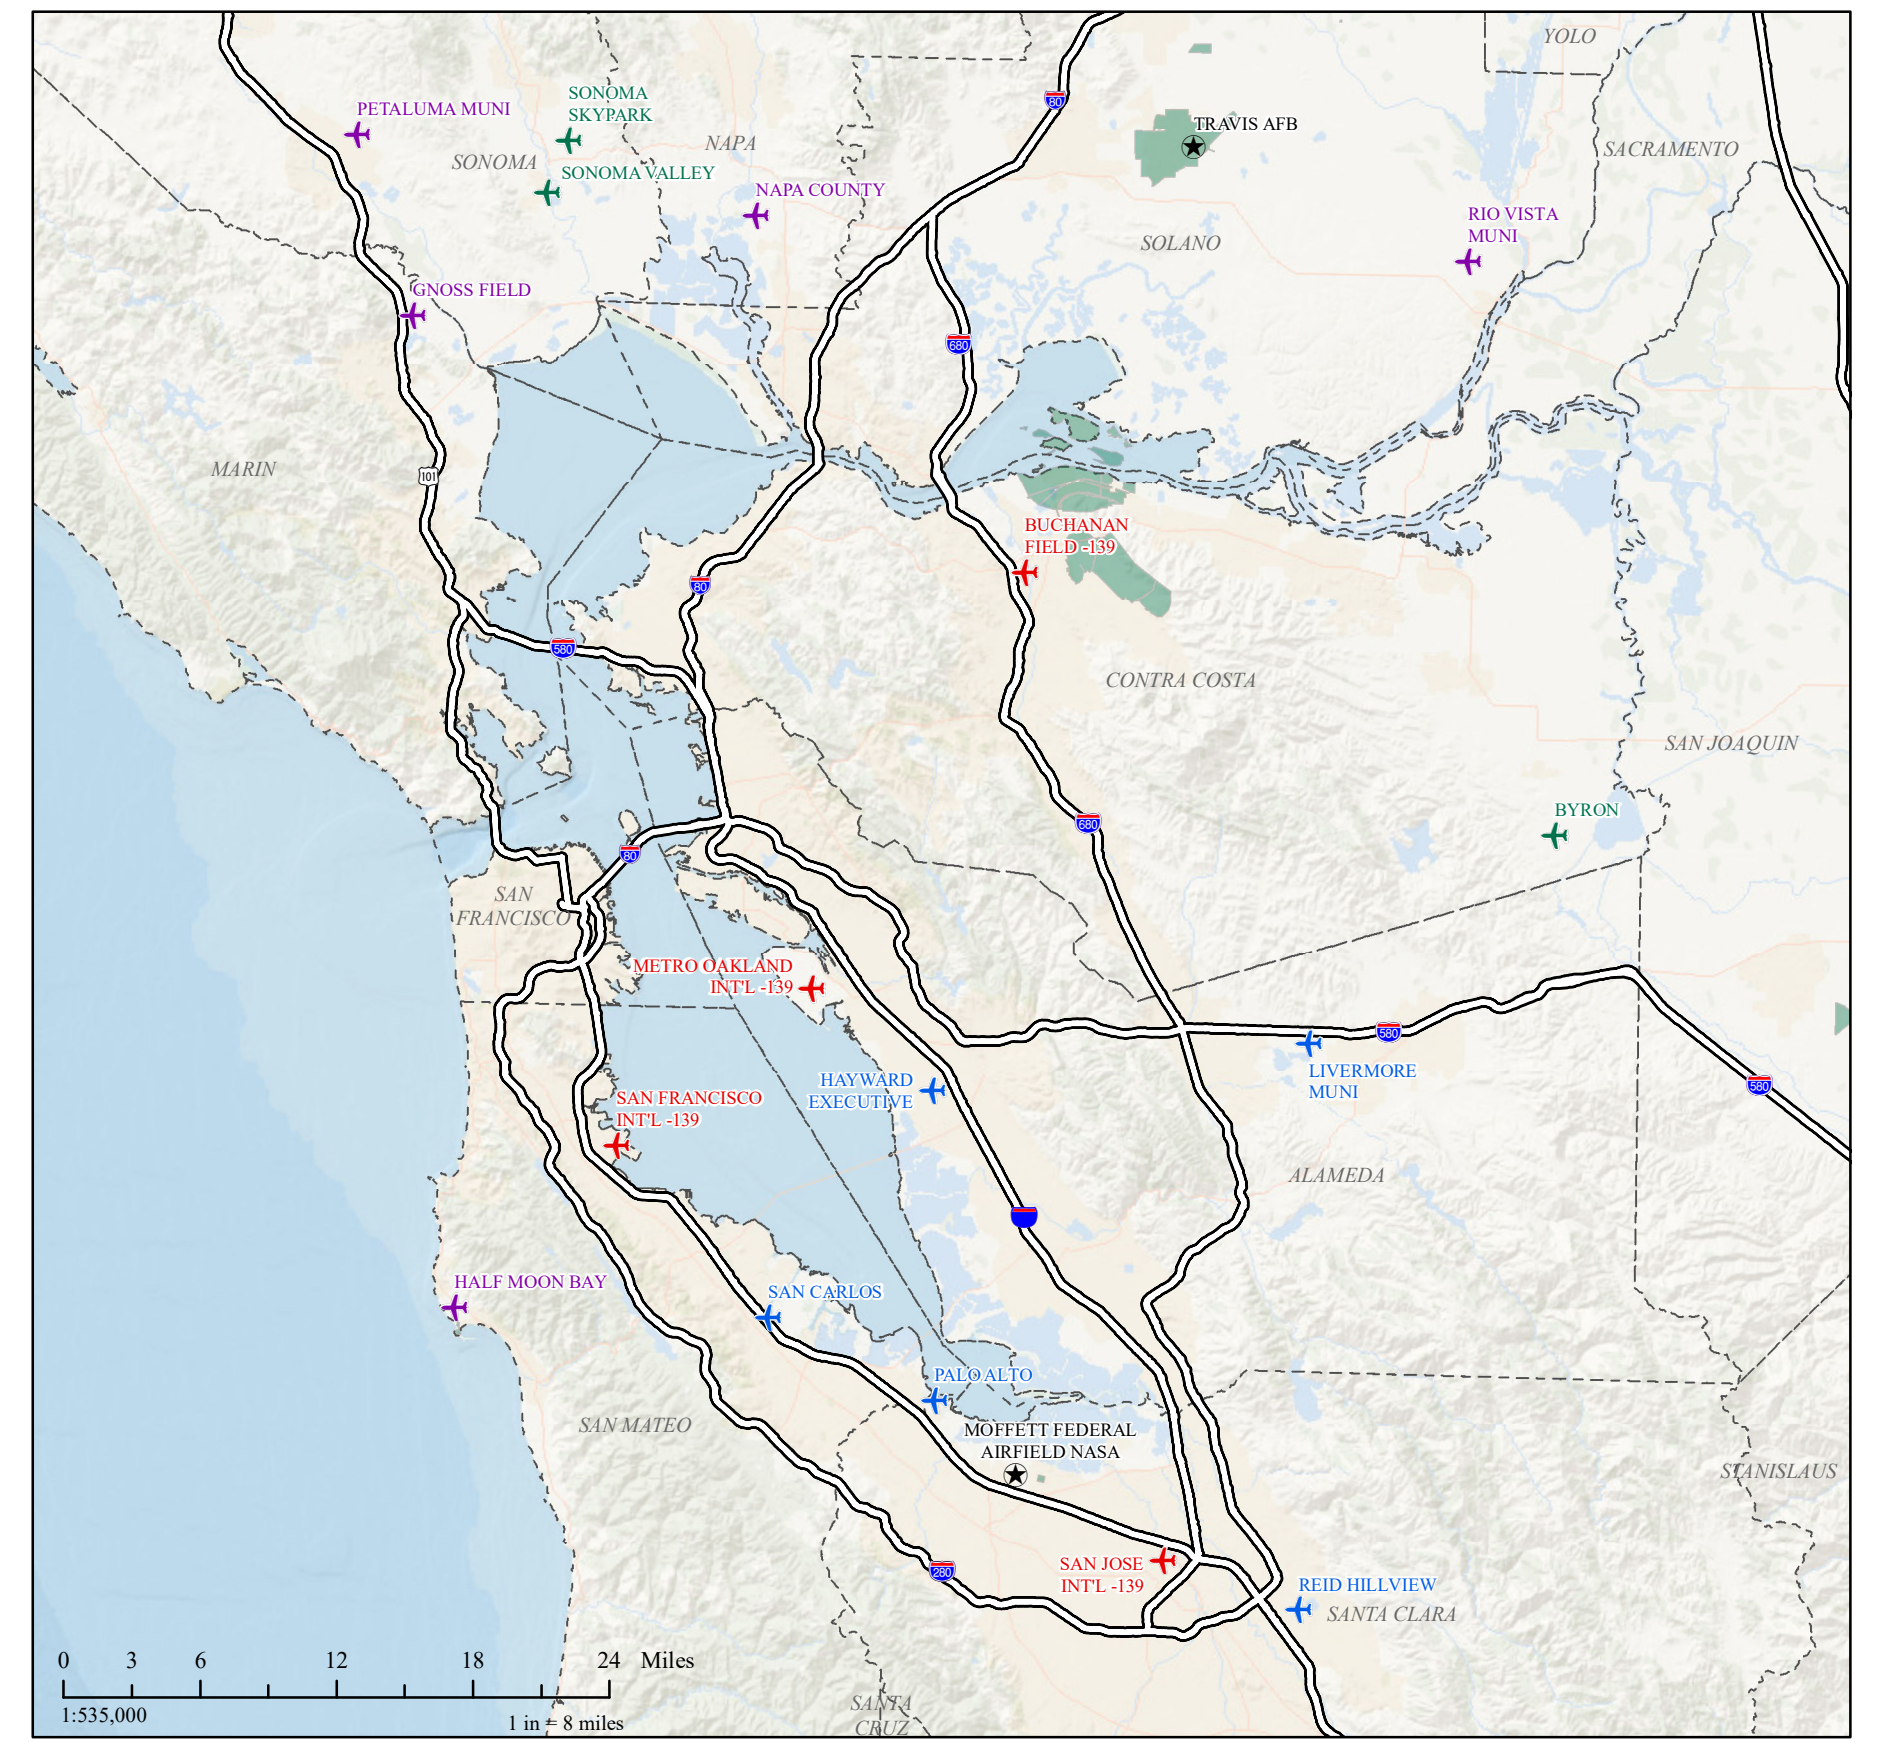 YOLO
80
SONOMA
SKYPARK
PETALUMA MUNI
TRAVIS AFB
NAPA
SACRAMENTO
SONOMA
SONOMA VALLEY
NAPA COUNTY
RIO VISTA
MUNI
SOLANO
GNOSS FIELD
680
MARIN
101
BUCHANAN
FIELD -139
80
580
CONTRA COSTA
SAN JOAQUIN
BYRON
680
80
SAN
FRANCISCO
METRO OAKLAND
INT'L -139
580
LIVERMORE
MUNI
580
HAYWARD
EXECUTIVE
SAN FRANCISCO
INT'L -139
ALAMEDA
HALF MOON BAY
SAN CARLOS
PALO ALTO
SAN MATEO
MOFFETT FEDERAL
AIRFIELD NASA
STANISLAUS
SAN JOSE
INT'L -139
280
REID HILLVIEW
SANTA CLARA
0 3 6 12 18 24 Miles
1:535,000
1 in = 8 miles
SANTA
CRUZ